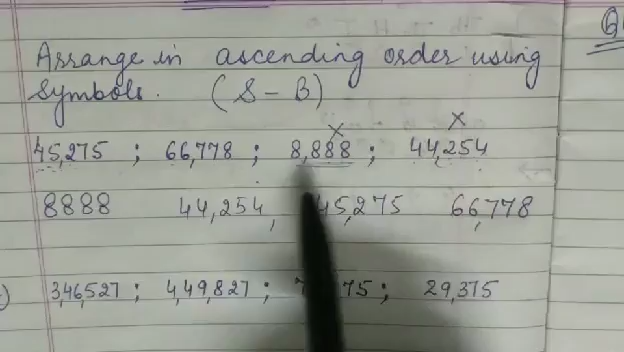 Arrange in ascending order using
symbols. (S - B)
x x
45,275 ; 66,778 ; 8,888 ; 44,254
8888 44,254, 45,275 66,778
3,46,527 ; 4,49,827 ; 29,375